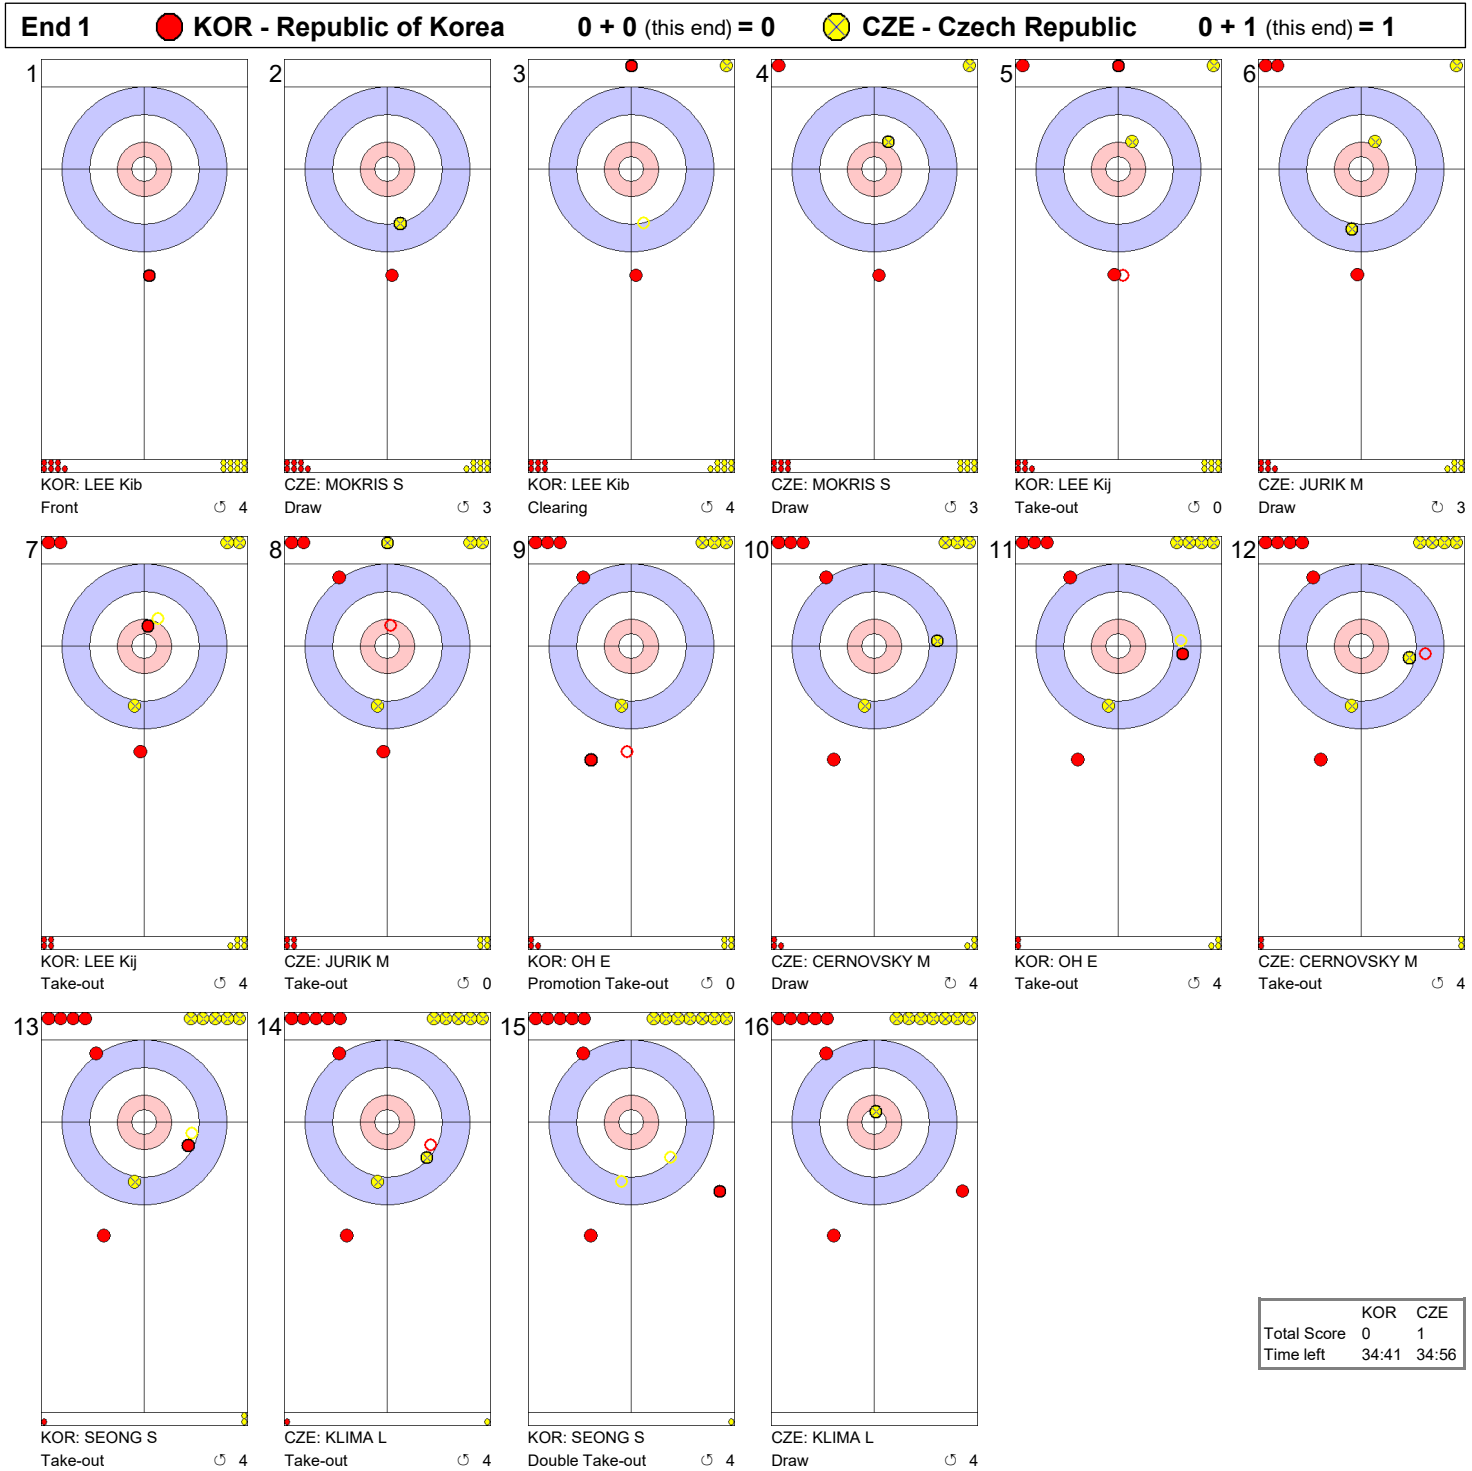 End 1 KOR - Republic of Korea 0 + 0 (this end) = 0 CZE - Czech Republic 0 + 1 (this end) = 1
1 2 3 4 5 6
KOR: LEE Kib CZE: MOKRIS S KOR: LEE Kib CZE: MOKRIS S KOR: LEE Kij CZE: JURIK M
Front ↺ 4 Draw ↺ 3 Clearing ↺ 4 Draw ↺ 3 Take-out ↺ 0 Draw ↻ 3
7 8 9 10 11 12
KOR: LEE Kij CZE: JURIK M KOR: OH E CZE: CERNOVSKY M KOR: OH E CZE: CERNOVSKY M
Take-out ↺ 4 Take-out ↺ 0 Promotion Take-out ↺ 0 Draw ↻ 4 Take-out ↺ 4 Take-out ↺ 4
13 14 15 16
KOR: SEONG S CZE: KLIMA L KOR: SEONG S CZE: KLIMA L
Take-out ↺ 4 Take-out ↺ 4 Double Take-out ↺ 4 Draw ↺ 4
KOR CZE
Total Score 0 1
Time left 34:41 34:56